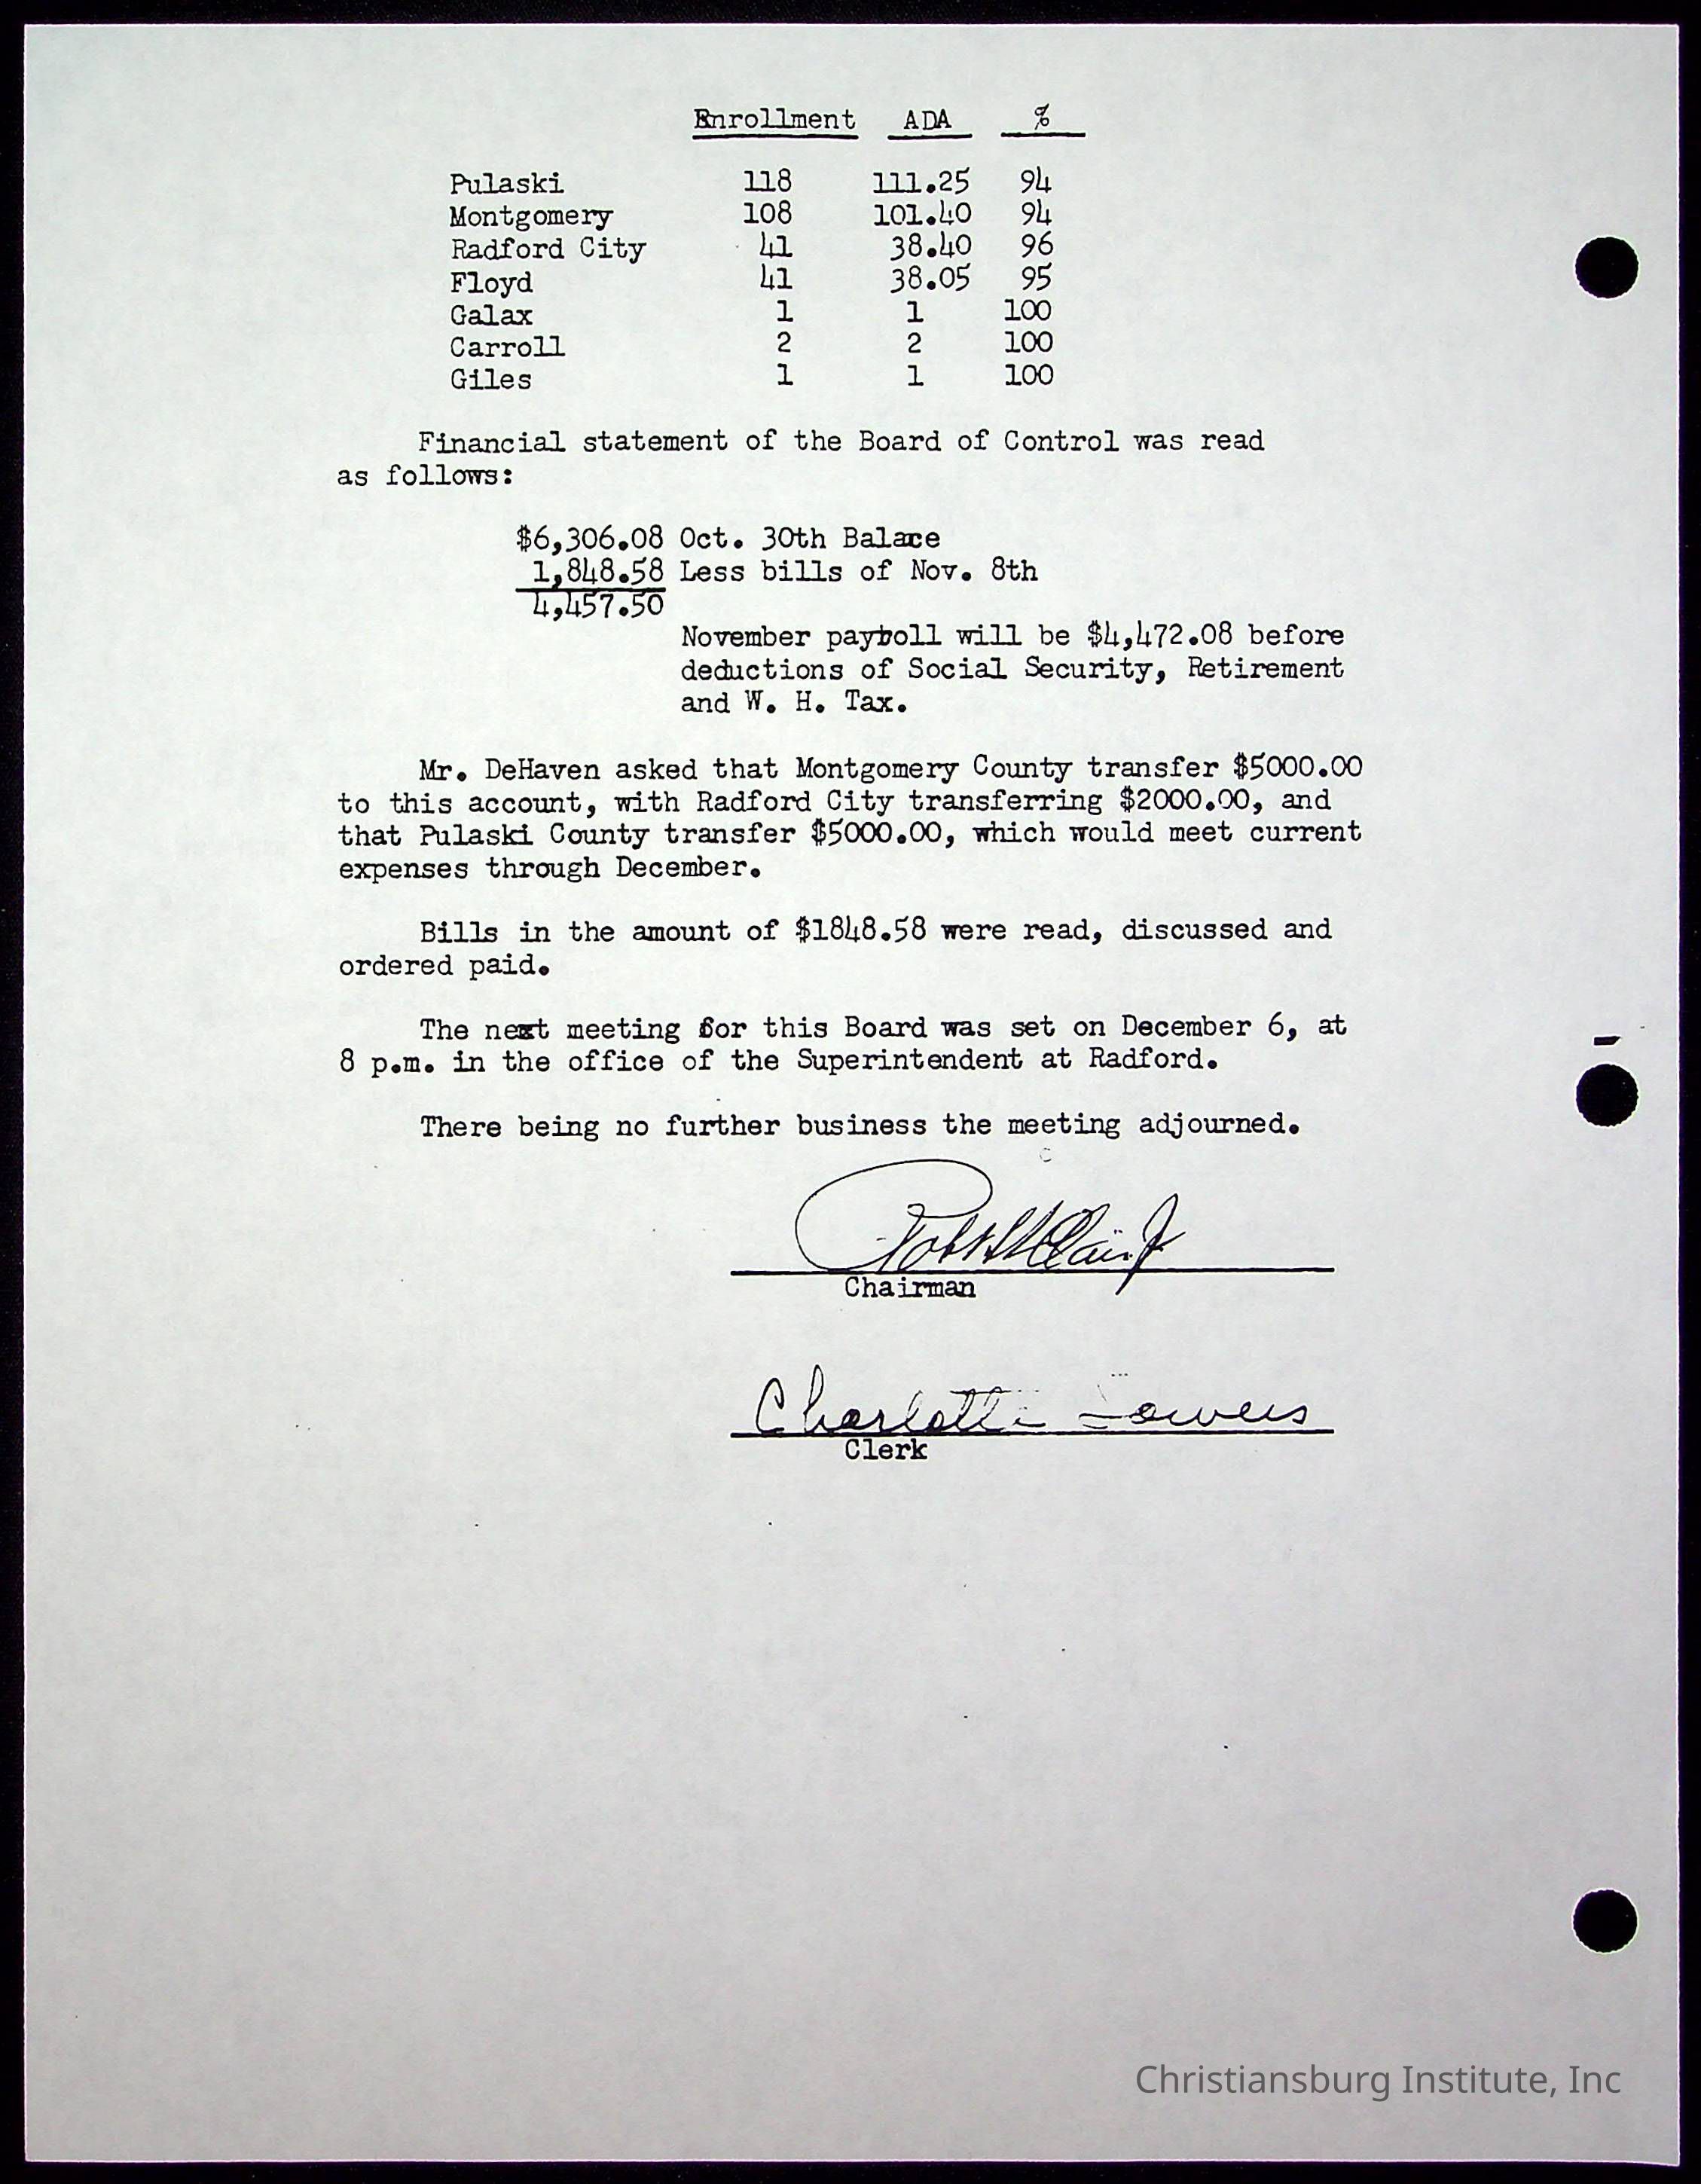 Enrollment ADA %
Pulaski 118 111.25 94
Montgomery 108 101.40 94
Radford City 41 38.40 96
Floyd 41 38.05 95
Galax 1 1 100
Carroll 2 2 100
Giles 1 1 100
Financial statement of the Board of Control was read
as follows:
$6,306.08 Oct. 30th Balace
1,848.58 Less bills of Nov. 8th
4,457.50
November payroll will be $4,472.08 before
deductions of Social Security, Retirement
and W. H. Tax.
Mr. DeHaven asked that Montgomery County transfer $5000.00
to this account, with Radford City transferring $2000.00, and
that Pulaski County transfer $5000.00, which would meet current
expenses through December.
Bills in the amount of $1848.58 were read, discussed and
ordered paid.
The next meeting for this Board was set on December 6, at
8 p.m. in the office of the Superintendent at Radford.
There being no further business the meeting adjourned.
Chairman
Charlotte
Clerk
Christiansburg Institute, Inc